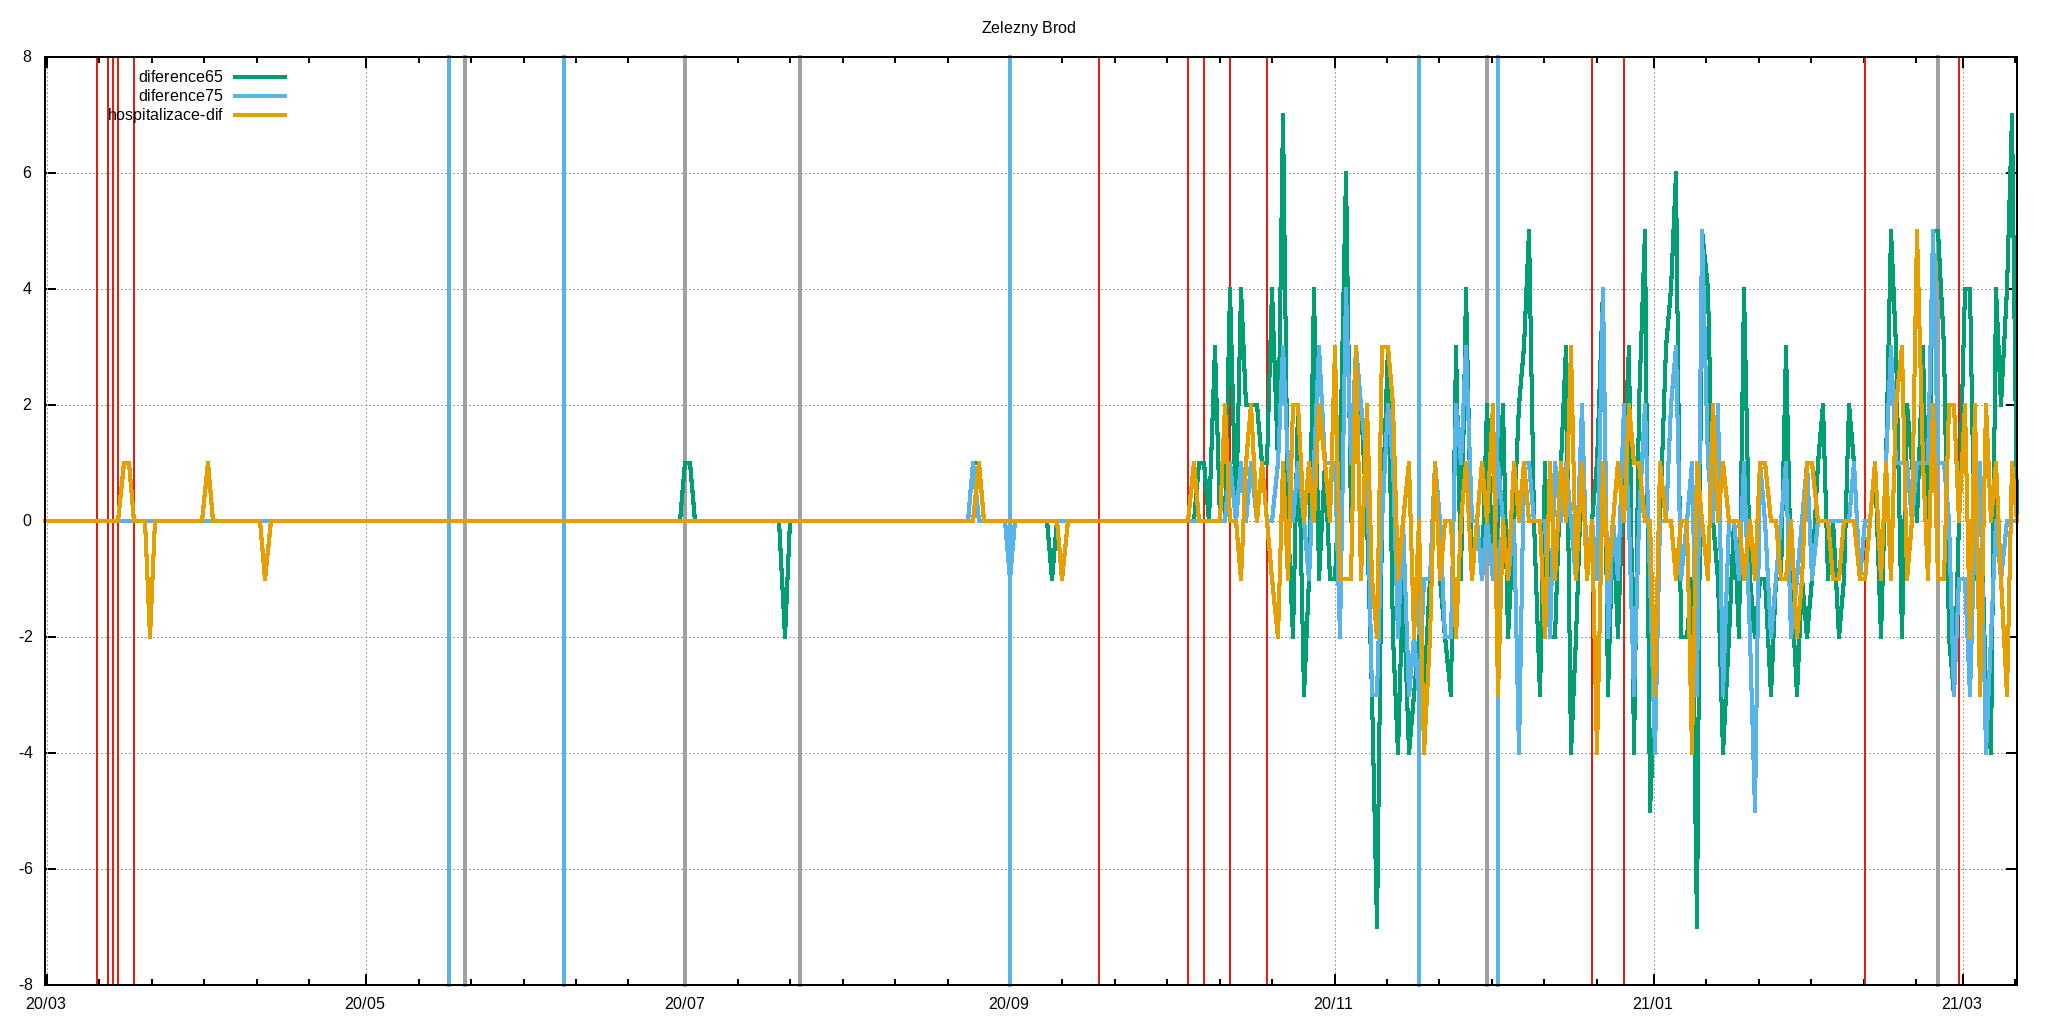 Zelezny Brod
8
diference65
diference75
hospitalizace-dif
6
4
2
0
-2
-4
-6
-8
20/03 20/05 20/07 20/09 20/11 21/01 21/03